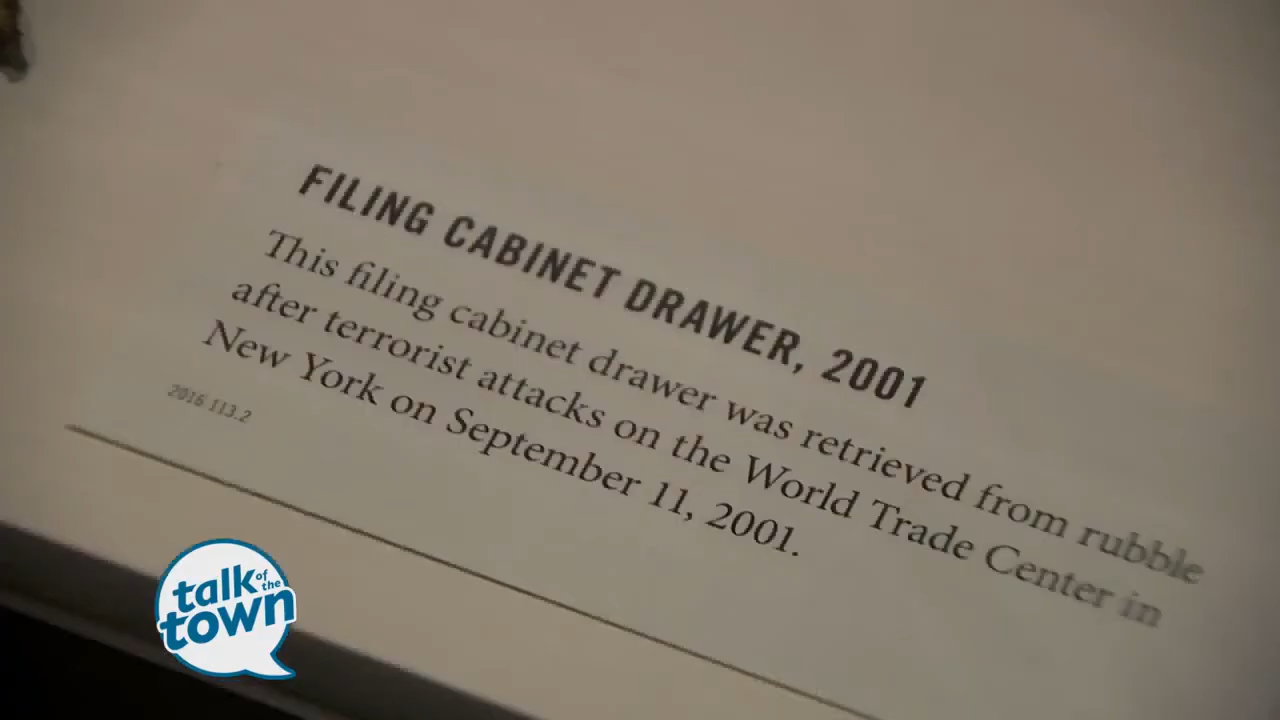 FILING CABINET DRAWER, 2001
This filing cabinet drawer was retrieved from rubble
after terrorist attacks on the World Trade Center in
New York on September 11, 2001.
2016.113.2
talk of the
town